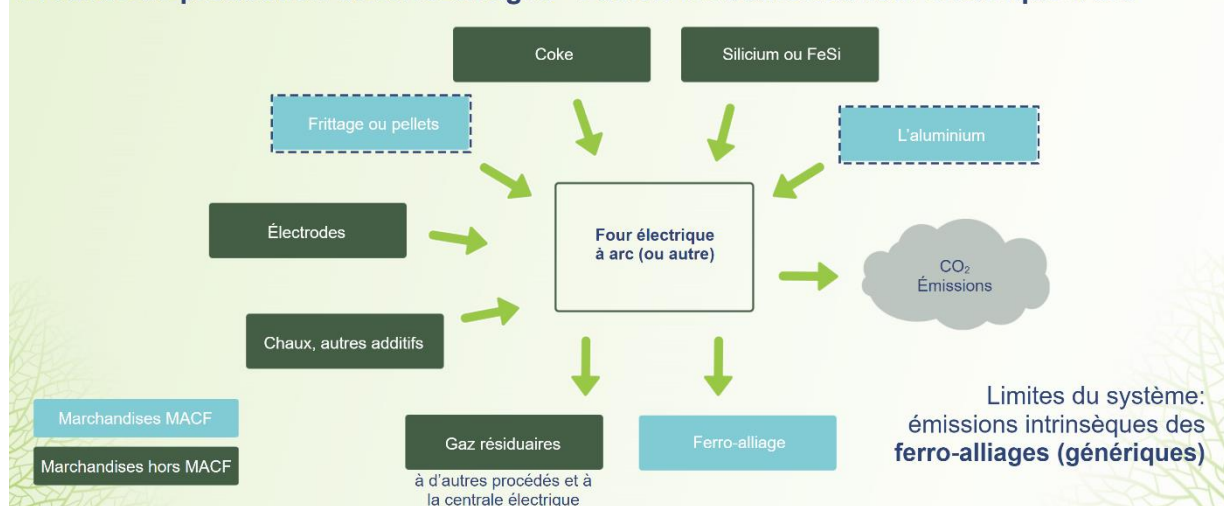 Coke
Silicium ou FeSi
Frittage ou pellets
L'aluminium
Électrodes
Four électrique
à arc (ou autre)
CO₂
Émissions
Chaux, autres additifs
Marchandises MACF
Marchandises hors MACF
Gaz résiduaires
à d'autres procédés et à
la centrale électrique
Ferro-alliage
Limites du système:
émissions intrinsèques des
ferro-alliages (génériques)